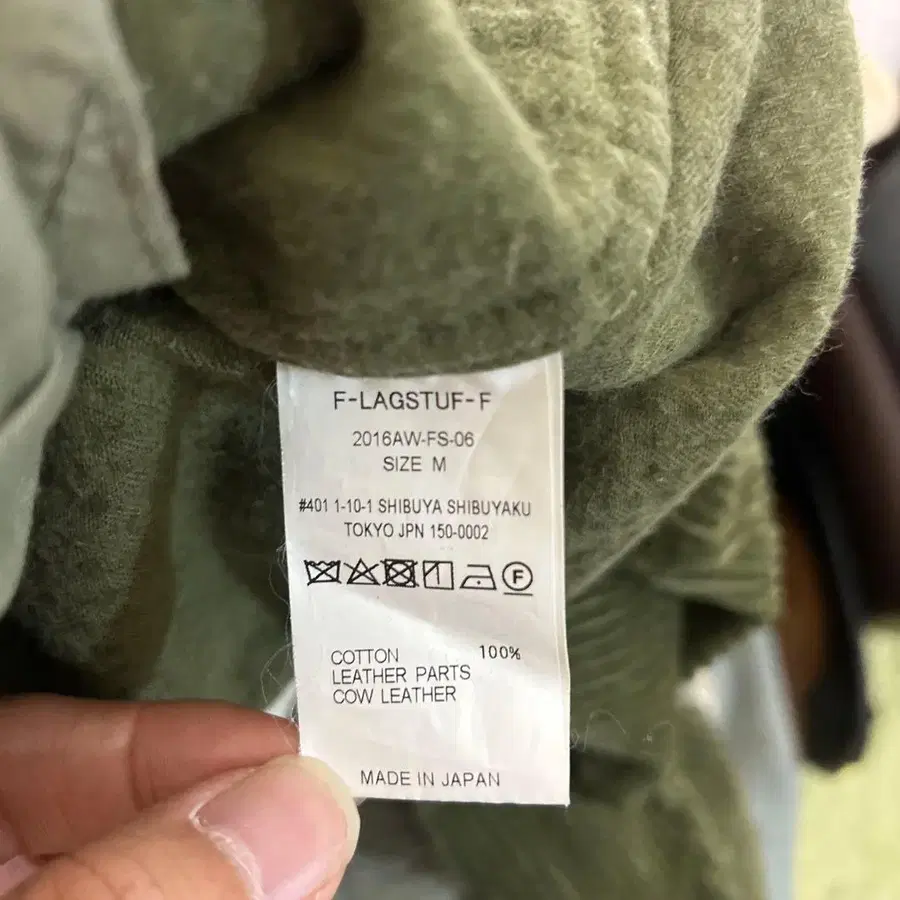 F-LAGSTUF-F
2016AW-FS-06
SIZE M
#401 1-10-1 SHIBUYA SHIBUYAKU
TOKYO JPN 150-0002
F
COTTON 100%
LEATHER PARTS
COW LEATHER
MADE IN JAPAN